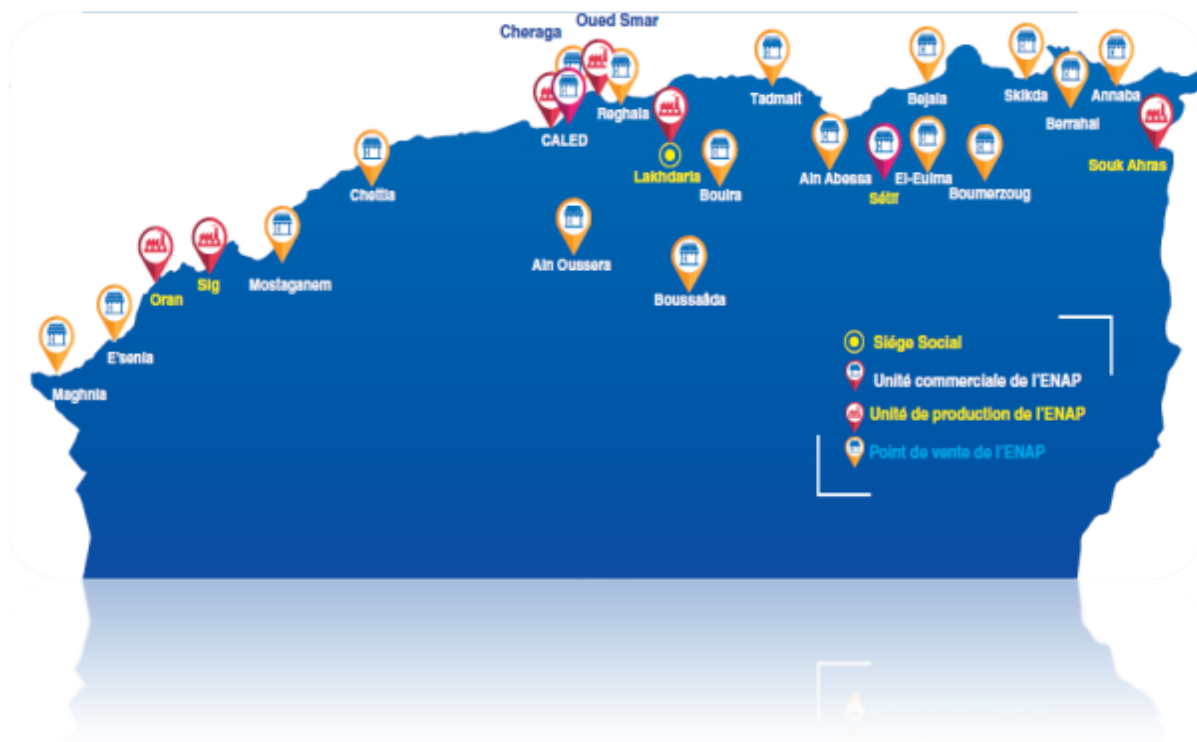 Oued Smar
Cheraga
Tadmait
Bejaia
Skikda
Annaba
Reghaia
Berrahal
CALED
Souk Ahras
Lakhdaria
Bouira
Ain Abessa
El-Eulma
Sétif
Boumerzoug
Chettia
Ain Oussera
Mostaganem
Sig
Oran
Boussaâda
E'senia
Maghnia
Siége Social
Unité commerciale de l'ENAP
Unité de production de l'ENAP
Point de vente de l'ENAP